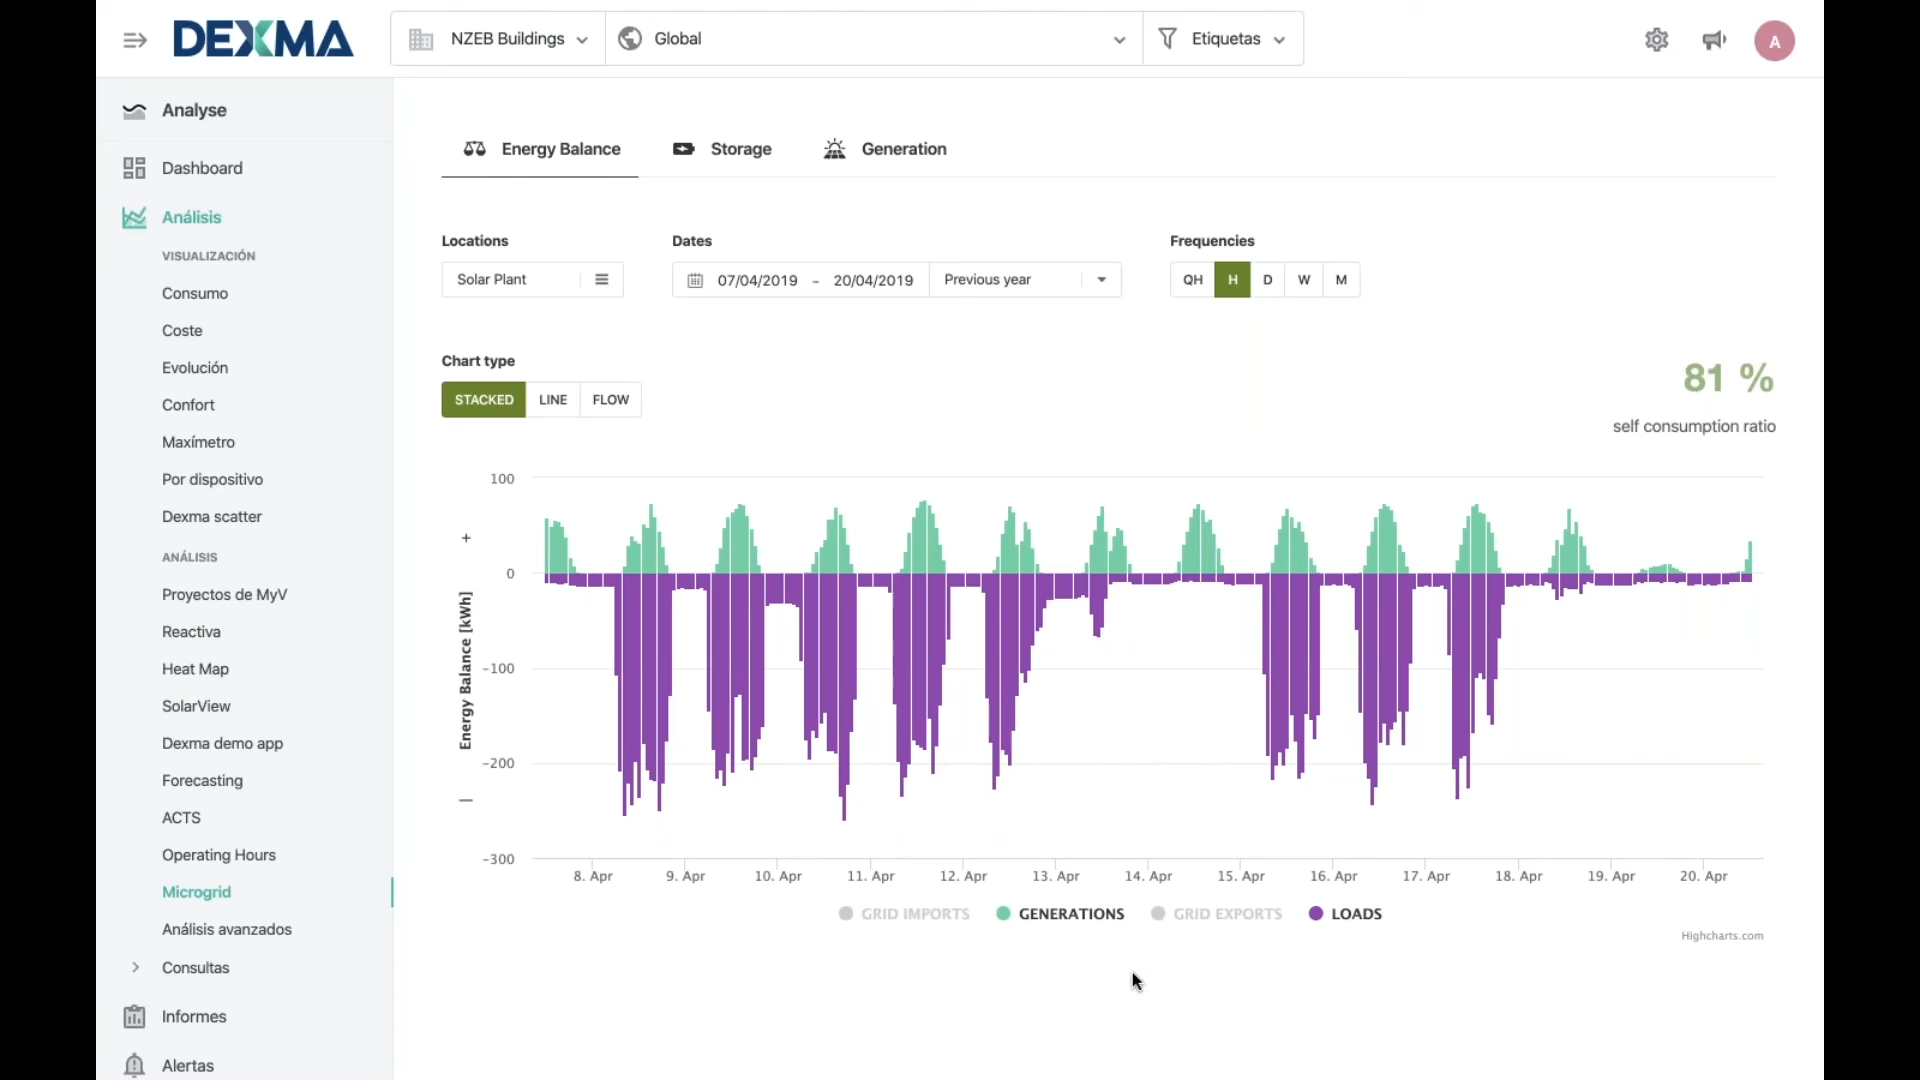 DEXMA
NZEB Buildings
Global
Etiquetas
A
Analyse
Dashboard
Análisis
VISUALIZACIÓN
Consumo
Coste
Evolución
Confort
Maxímetro
Por dispositivo
Dexma scatter
ANÁLISIS
Proyectos de MyV
Reactiva
Heat Map
SolarView
Dexma demo app
Forecasting
ACTS
Operating Hours
Microgrid
Análisis avanzados
Consultas
Informes
Alertas
Energy Balance
Storage
Generation
Locations
Solar Plant
Dates
07/04/2019 - 20/04/2019
Previous year
Frequencies
QH H D W M
Chart type
STACKED LINE FLOW
81 %
self consumption ratio
100
0
-100
-200
-300
+
Energy Balance [kWh]
—
8. Apr 9. Apr 10. Apr 11. Apr 12. Apr 13. Apr 14. Apr 15. Apr 16. Apr 17. Apr 18. Apr 19. Apr 20. Apr
GRID IMPORTS GENERATIONS GRID EXPORTS LOADS
Highcharts.com